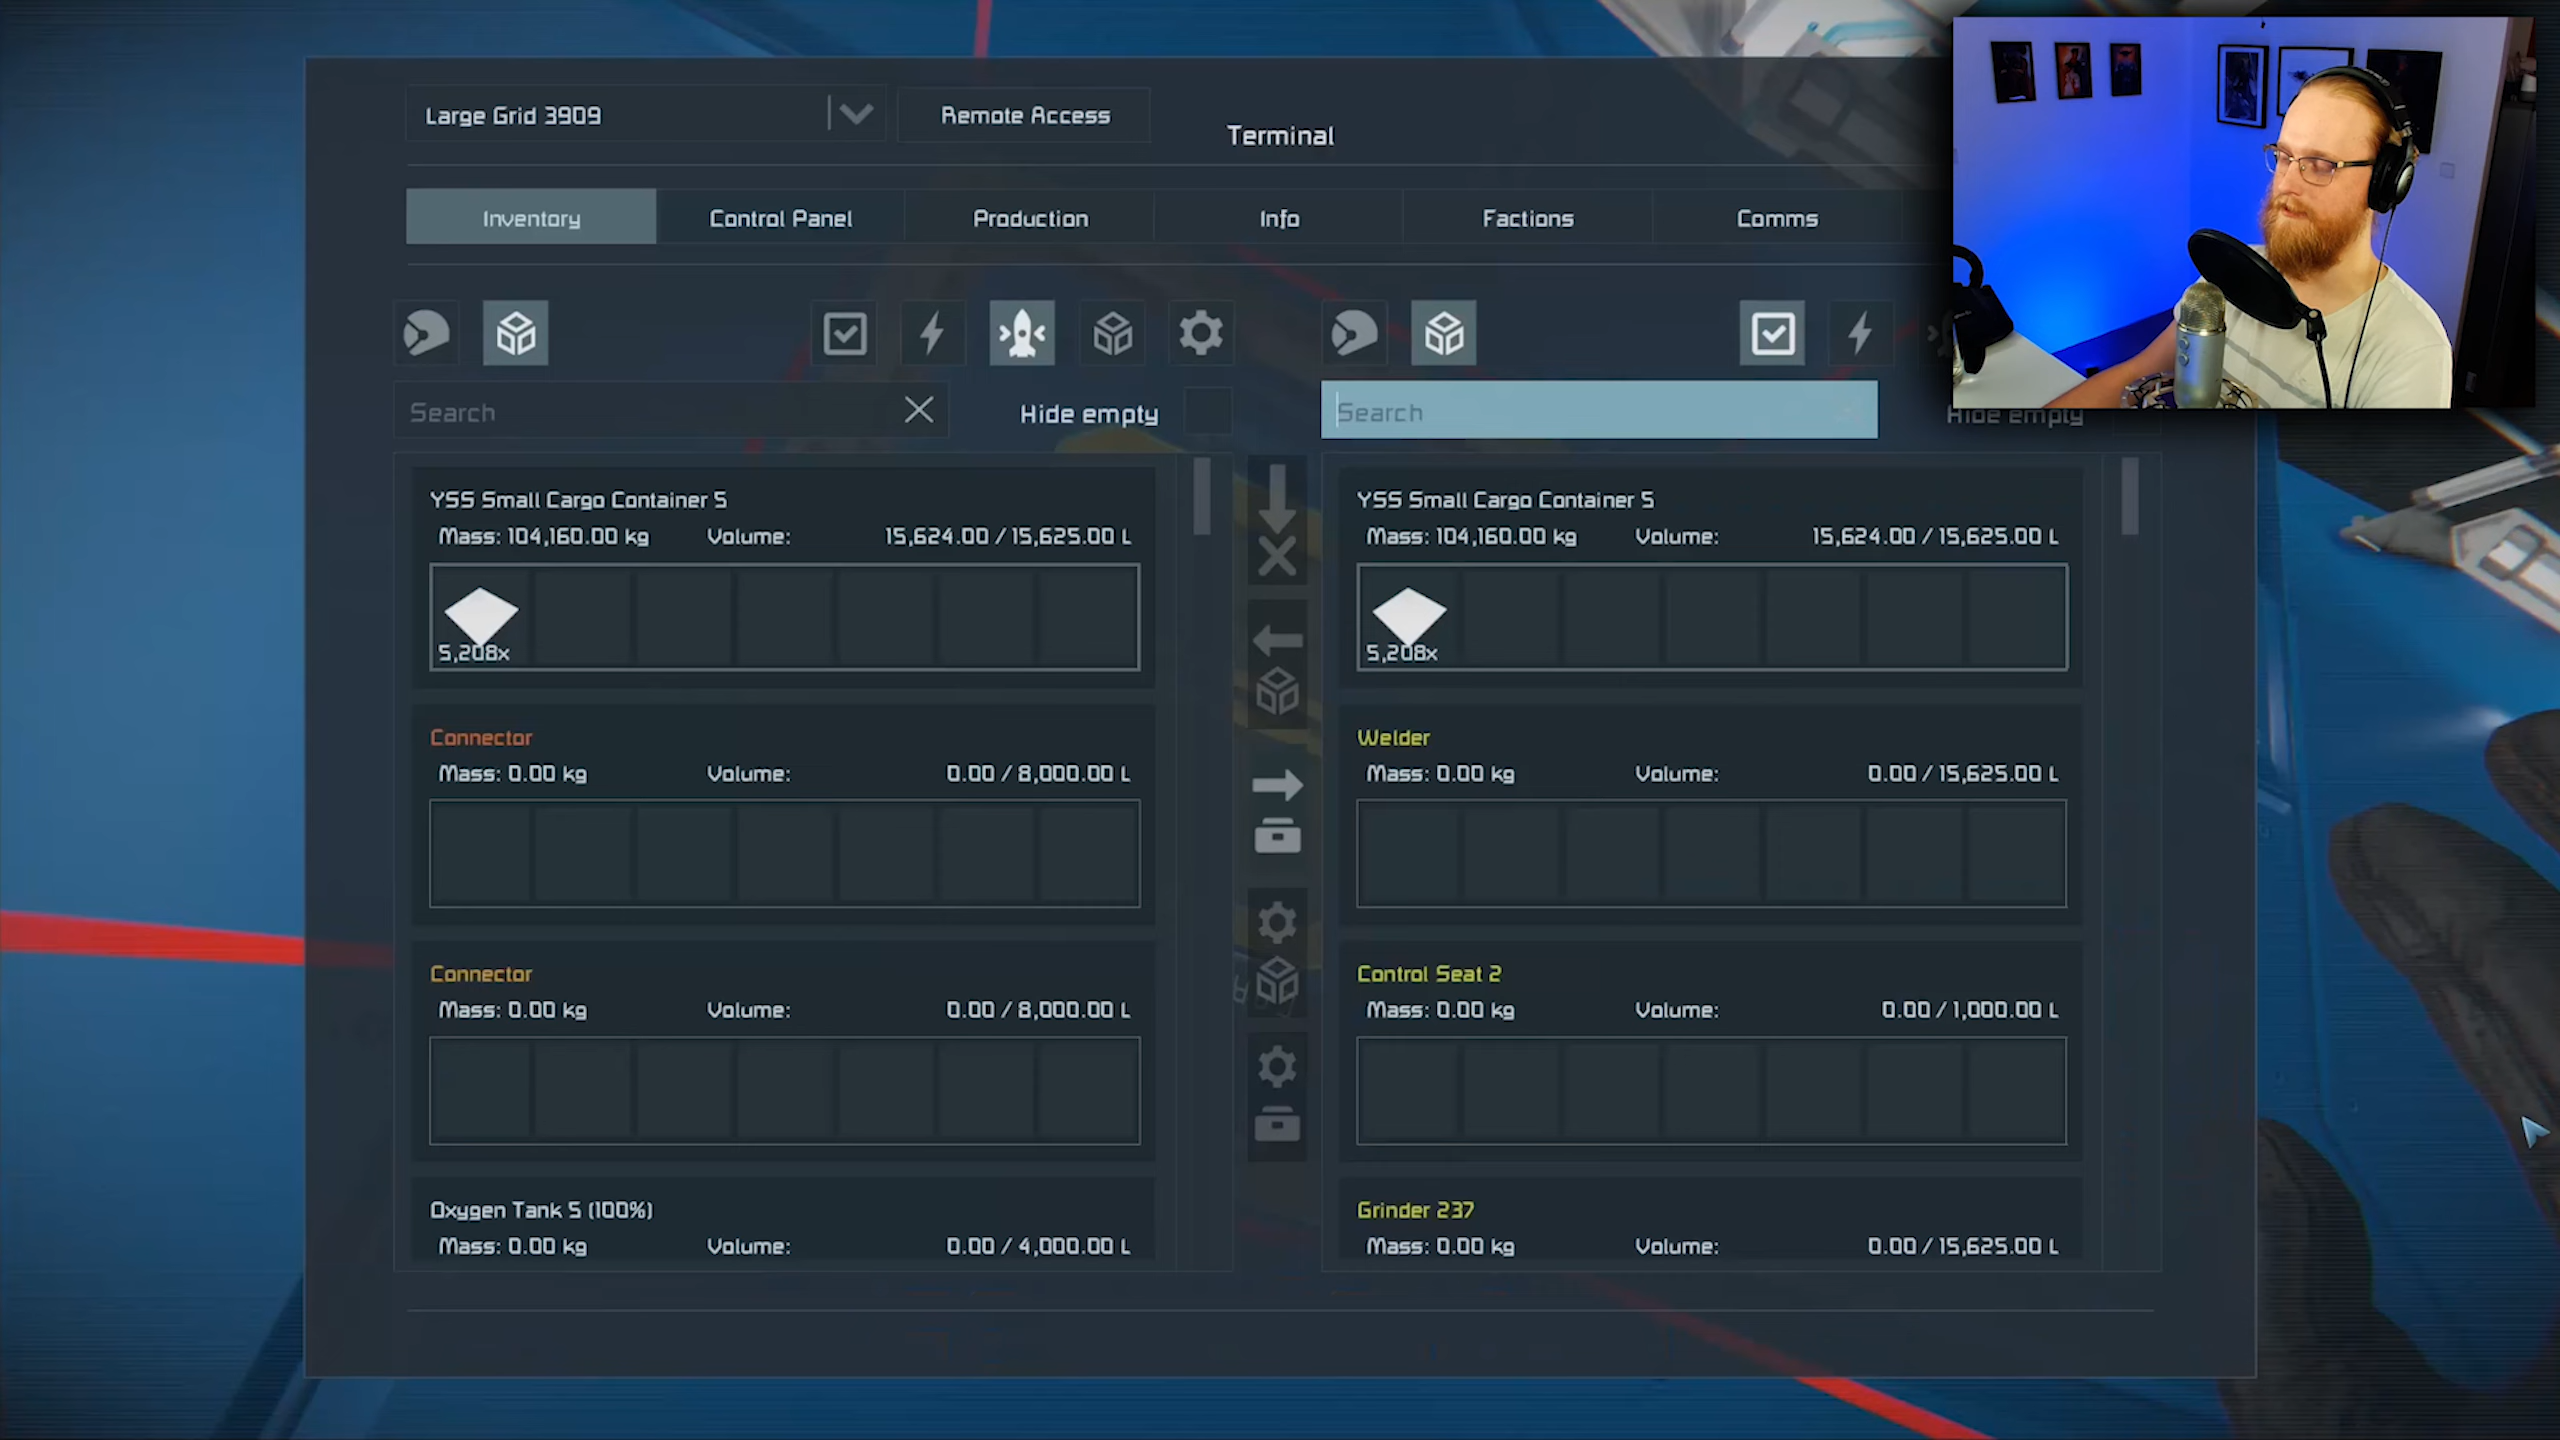 Large Grid 3909
Remote Access
Terminal
Inventory
Control Panel
Production
Info
Factions
Comms
Search
Hide empty
Search
Hide empty
YSS Small Cargo Container 5
Mass: 104,160.00 kg Volume: 15,624.00 / 15,625.00 L
5,208x
Connector
Mass: 0.00 kg Volume: 0.00 / 8,000.00 L
Connector
Mass: 0.00 kg Volume: 0.00 / 8,000.00 L
Oxygen Tank 5 (100%)
Mass: 0.00 kg Volume: 0.00 / 4,000.00 L
YSS Small Cargo Container 5
Mass: 104,160.00 kg Volume: 15,624.00 / 15,625.00 L
5,208x
Welder
Mass: 0.00 kg Volume: 0.00 / 15,625.00 L
Control Seat 2
Mass: 0.00 kg Volume: 0.00 / 1,000.00 L
Grinder 237
Mass: 0.00 kg Volume: 0.00 / 15,625.00 L